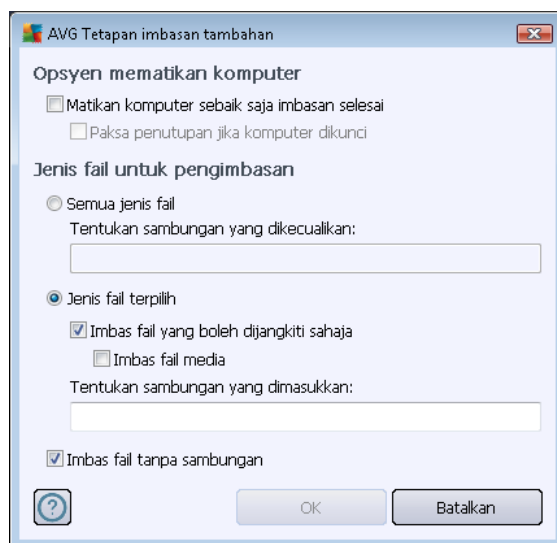 AVG Tetapan imbasan tambahan
Opsyen mematikan komputer
Matikan komputer sebaik saja imbasan selesai
Paksa penutupan jika komputer dikunci
Jenis fail untuk pengimbasan
Semua jenis fail
Tentukan sambungan yang dikecualikan:
Jenis fail terpilih
Imbas fail yang boleh dijangkiti sahaja
Imbas fail media
Tentukan sambungan yang dimasukkan:
Imbas fail tanpa sambungan
? OK Batalkan